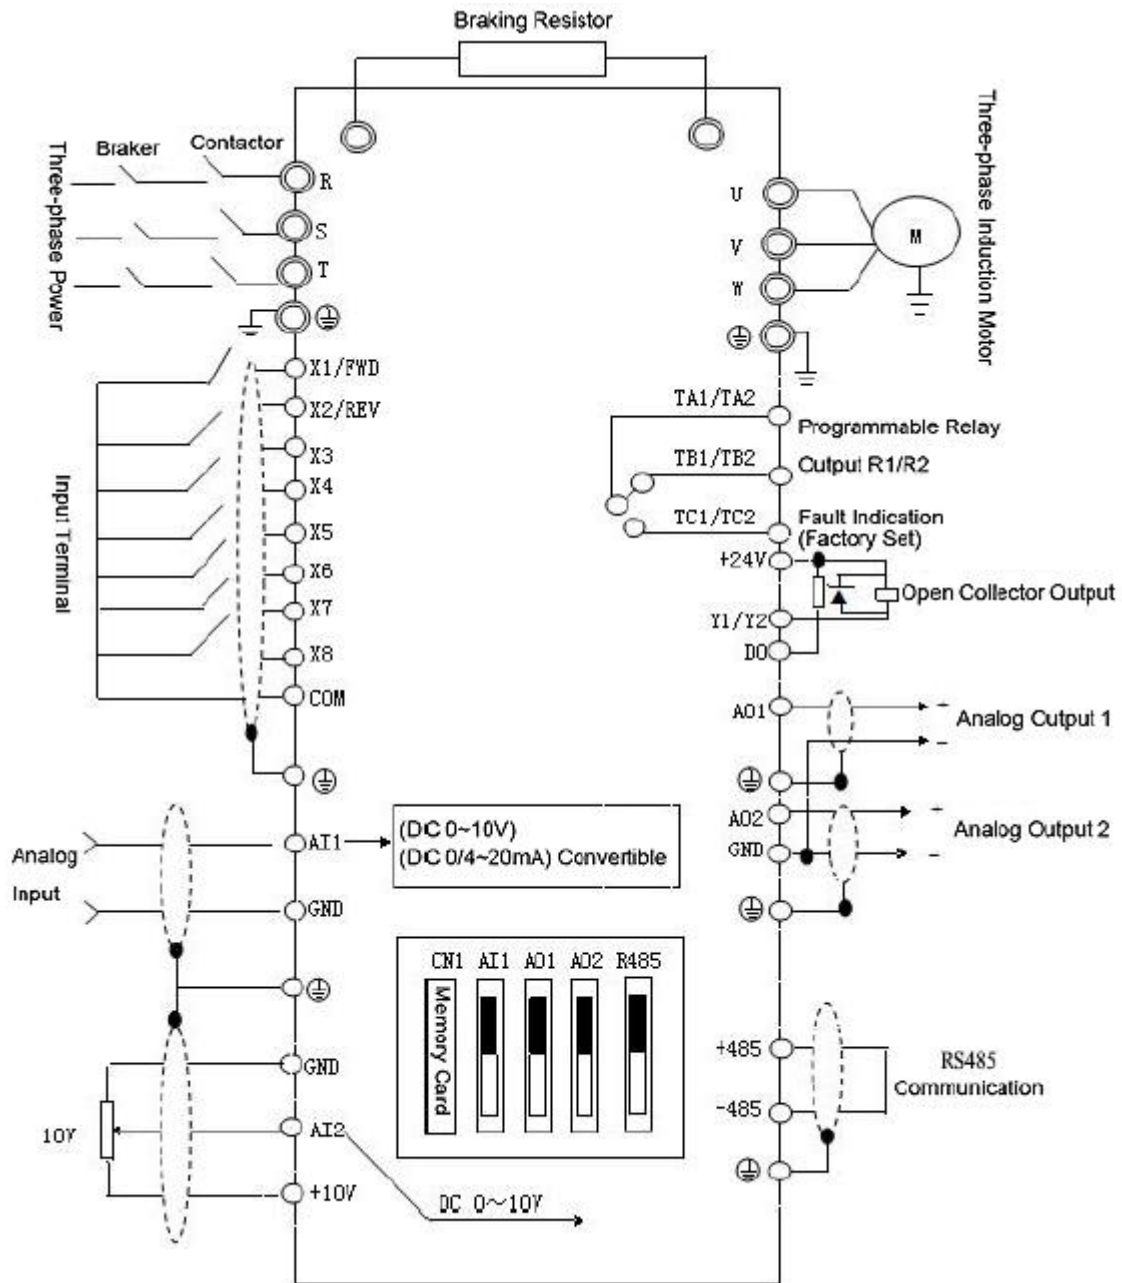 Braking Resistor
Three-phase Power
Braker
Contactor
R
S
T
Three-phase Induction Motor
U
V
W
M
Input Terminal
X1/FWD
X2/REV
X3
X4
X5
X6
X7
X8
COM
TA1/TA2
Programmable Relay
TB1/TB2
Output R1/R2
TC1/TC2
Fault Indication
(Factory Set)
+24V
Open Collector Output
Y1/Y2
DO
AO1
+
Analog Output 1
−
AO2
+
Analog Output 2
GND
−
Analog
Input
AI1
(DC 0~10V)
(DC 0/4~20mA) Convertible
GND
CN1 AI1 AO1 AO2 R485
Memory Card
GND
10V
AI2
+10V
DC 0～10V
+485
RS485
Communication
-485